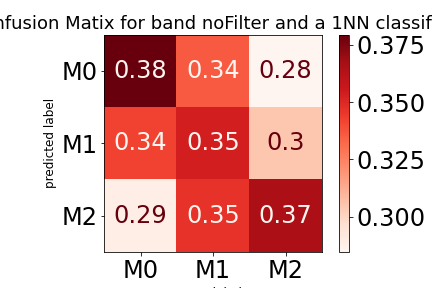 nfusion Matix for band noFilter and a 1NN classif
M0 0.38 0.34 0.28
M1 0.34 0.35 0.3
M2 0.29 0.35 0.37
M0 M1 M2
predicted label
0.375
0.350
0.325
0.300